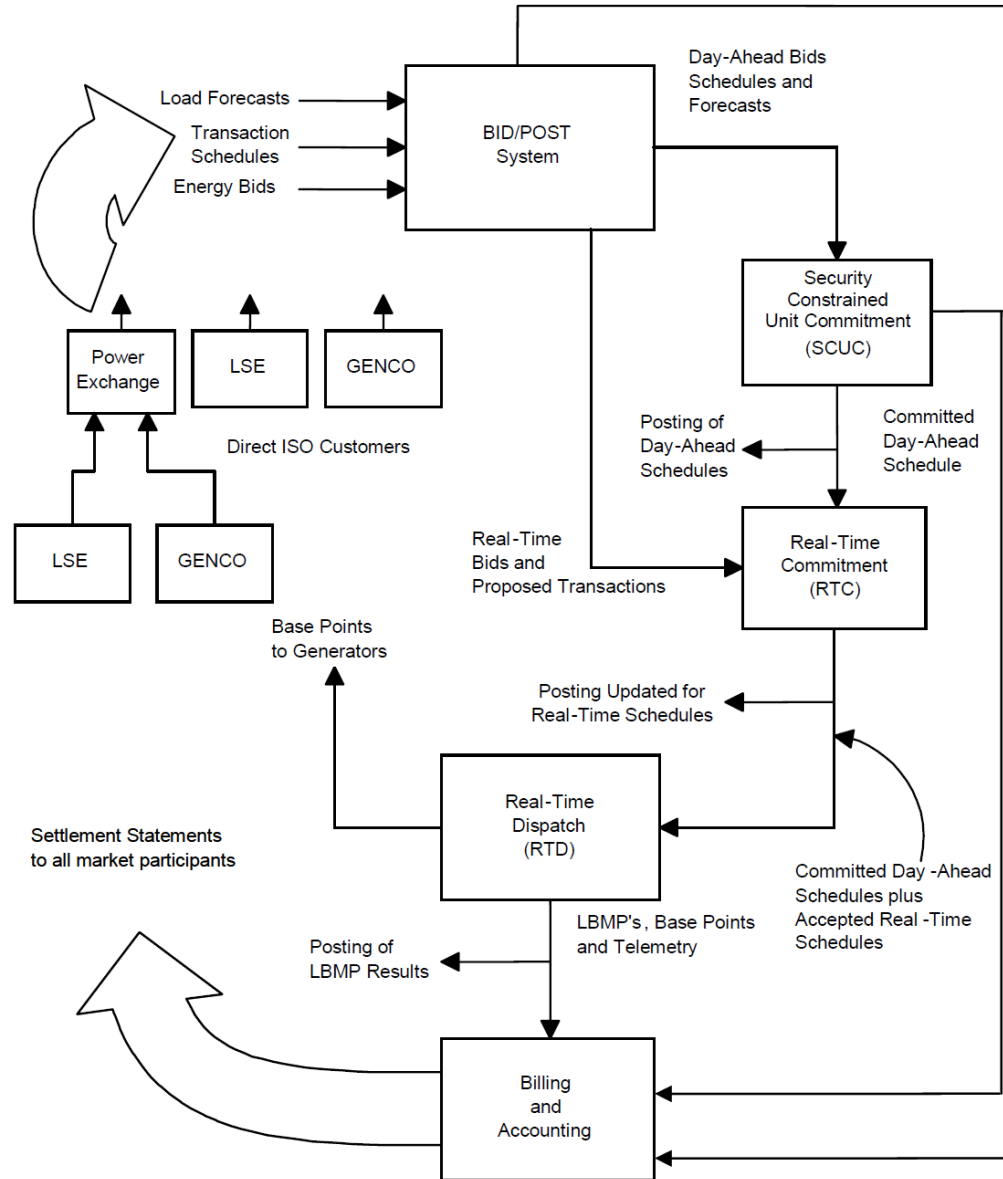 Day-Ahead Bids
Schedules and
Forecasts
Load Forecasts
Transaction
Schedules
Energy Bids
BID/POST
System
Security
Constrained
Unit Commitment
(SCUC)
Power
Exchange
LSE
GENCO
Direct ISO Customers
LSE
GENCO
Posting of
Day-Ahead
Schedules
Committed
Day-Ahead
Schedule
Real-Time
Bids and
Proposed Transactions
Real-Time
Commitment
(RTC)
Base Points
to Generators
Posting Updated for
Real-Time Schedules
Real-Time
Dispatch
(RTD)
Settlement Statements
to all market participants
Committed Day -Ahead
Schedules plus
Accepted Real -Time
Schedules
LBMP's, Base Points
and Telemetry
Posting of
LBMP Results
Billing
and
Accounting